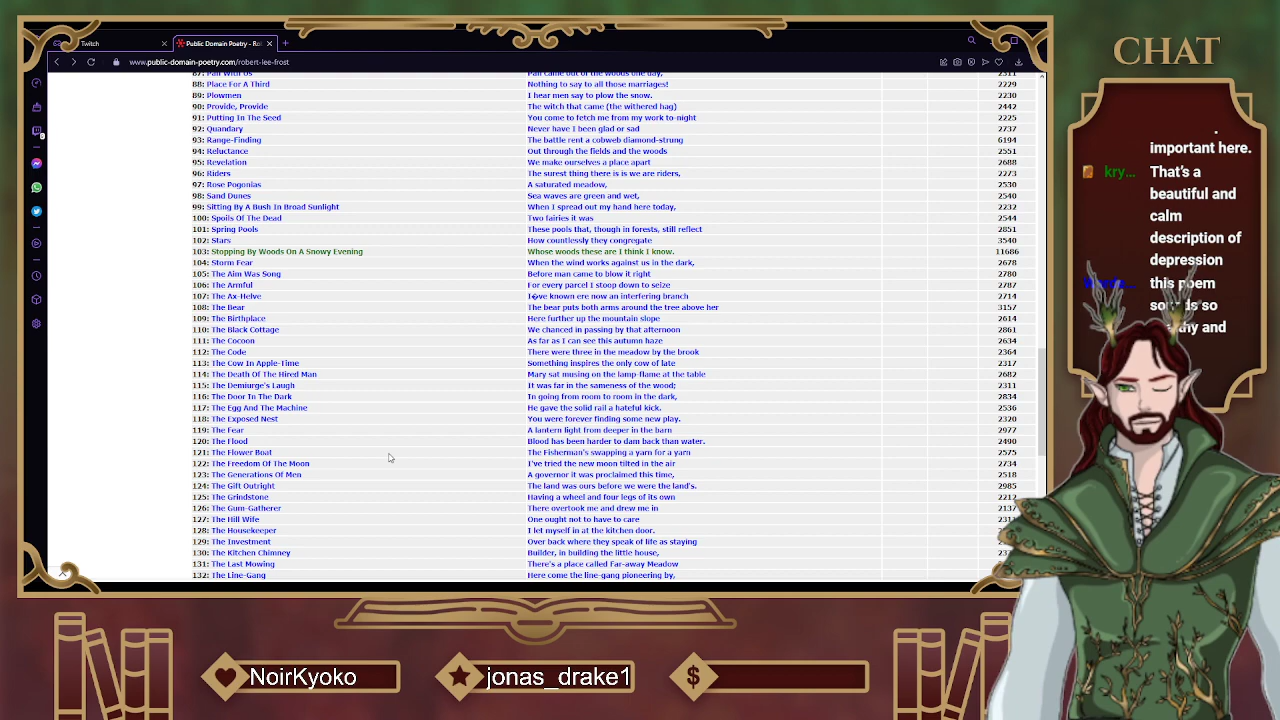 Twitch
Public Domain Poetry - Ro
www.public-domain-poetry.com/robert-lee-frost
87: Pan With Us Pan came out of the woods one day, 2311
88: Place For A Third Nothing to say to all those marriages! 2229
89: Plowmen I hear men say to plow the snow. 2230
90: Provide, Provide The witch that came (the withered hag) 2442
91: Putting In The Seed You come to fetch me from my work to-night 2225
92: Quandary Never have I been glad or sad 2737
93: Range-Finding The battle rent a cobweb diamond-strung 6194
94: Reluctance Out through the fields and the woods 2551
95: Revelation We make ourselves a place apart 2688
96: Riders The surest thing there is is we are riders, 2273
97: Rose Pogonias A saturated meadow, 2530
98: Sand Dunes Sea waves are green and wet, 2540
99: Sitting By A Bush In Broad Sunlight When I spread out my hand here today, 2232
100: Spoils Of The Dead Two fairies it was 2544
101: Spring Pools These pools that, though in forests, still reflect 2851
102: Stars How countlessly they congregate 3540
103: Stopping By Woods On A Snowy Evening Whose woods these are I think I know. 11686
104: Storm Fear When the wind works against us in the dark, 2678
105: The Aim Was Song Before man came to blow it right 2780
106: The Armful For every parcel I stoop down to seize 2787
107: The Ax-Helve I�ve known ere now an interfering branch 2714
108: The Bear The bear puts both arms around the tree above her 3157
109: The Birthplace Here further up the mountain slope 2614
110: The Black Cottage We chanced in passing by that afternoon 2861
111: The Cocoon As far as I can see this autumn haze 2634
112: The Code There were three in the meadow by the brook 2364
113: The Cow In Apple-Time Something inspires the only cow of late 2317
114: The Death Of The Hired Man Mary sat musing on the lamp-flame at the table 2682
115: The Demiurge's Laugh It was far in the sameness of the wood; 2311
116: The Door In The Dark In going from room to room in the dark, 2834
117: The Egg And The Machine He gave the solid rail a hateful kick. 2536
118: The Exposed Nest You were forever finding some new play. 2320
119: The Fear A lantern light from deeper in the barn 2977
120: The Flood Blood has been harder to dam back than water. 2490
121: The Flower Boat The Fisherman's swapping a yarn for a yarn 2575
122: The Freedom Of The Moon I've tried the new moon tilted in the air 2734
123: The Generations Of Men A governor it was proclaimed this time, 2518
124: The Gift Outright The land was ours before we were the land's. 2985
125: The Grindstone Having a wheel and four legs of its own 2212
126: The Gum-Gatherer There overtook me and drew me in 2137
127: The Hill Wife One ought not to have to care
128: The Housekeeper I let myself in at the kitchen door.
129: The Investment Over back where they speak of life as staying
130: The Kitchen Chimney Builder, in building the little house,
131: The Last Mowing There's a place called Far-away Meadow
132: The Line-Gang Here come the line-gang pioneering by,
CHAT
important here.
kry... That's a
beautiful and
calm
description of
depression
this poem
so
and
NoirKyoko
jonas_drake1
$